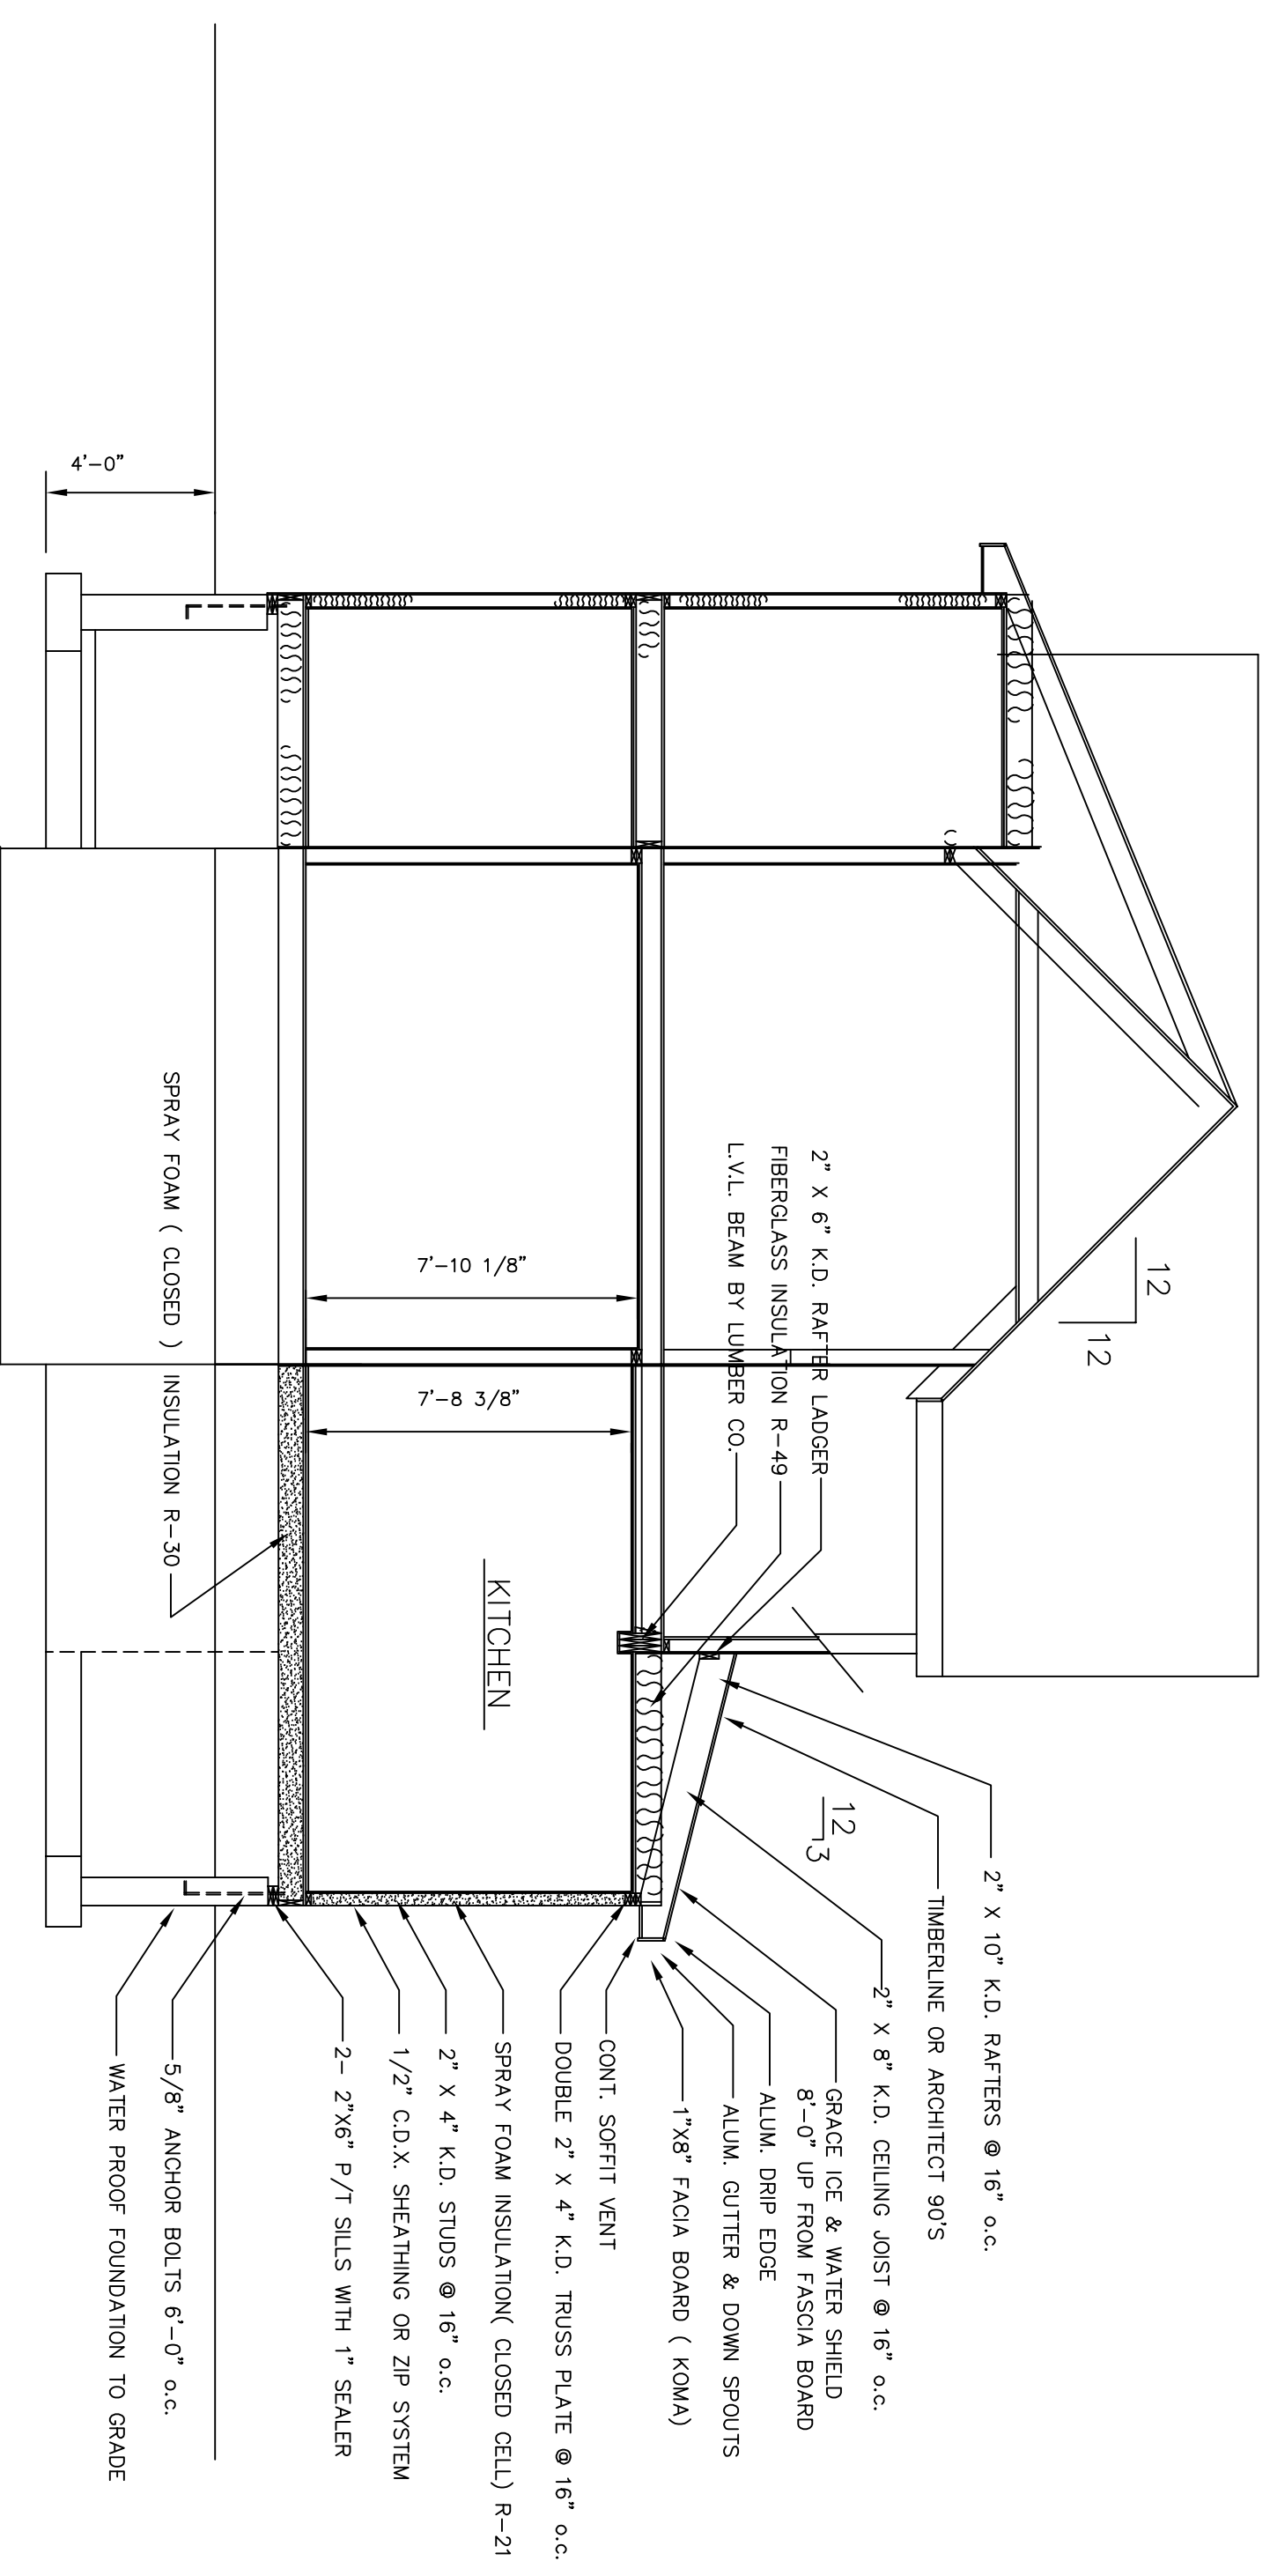 12
12
2" X 6" K.D. RAFTER LADGER
FIBERGLASS INSULATION R-49
L.V.L. BEAM BY LUMBER CO.
2" X 10" K.D. RAFTERS @ 16" o.c.
TIMBERLINE OR ARCHITECT 90'S
12
3
2" X 8" K.D. CEILING JOIST @ 16" o.c.
GRACE ICE & WATER SHIELD
8'-0" UP FROM FASCIA BOARD
ALUM. DRIP EDGE
ALUM. GUTTER & DOWN SPOUTS
1"X8" FACIA BOARD ( KOMA)
CONT. SOFFIT VENT
DOUBLE 2" X 4" K.D. TRUSS PLATE @ 16" o.c.
SPRAY FOAM INSULATION( CLOSED CELL) R-21
2" X 4" K.D. STUDS @ 16" o.c.
1/2" C.D.X. SHEATHING OR ZIP SYSTEM
2- 2"X6" P/T SILLS WITH 1" SEALER
5/8" ANCHOR BOLTS 6'-0" o.c.
WATER PROOF FOUNDATION TO GRADE
7'-10 1/8"
7'-8 3/8"
KITCHEN
SPRAY FOAM ( CLOSED ) INSULATION R-30
4'-0"